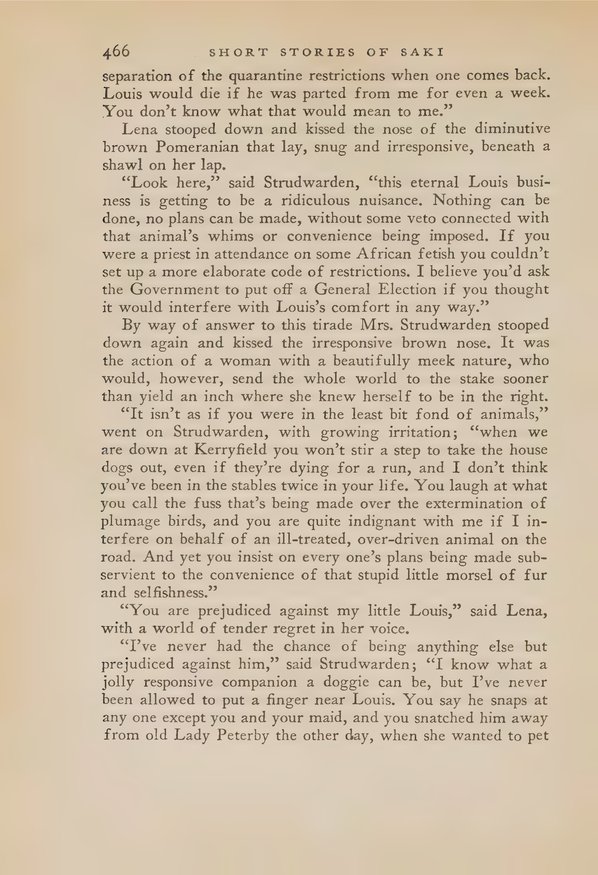 466 SHORT STORIES OF SAKI
separation of the quarantine restrictions when one comes back.
Louis would die if he was parted from me for even a week.
You don’t know what that would mean to me.”
Lena stooped down and kissed the nose of the diminutive
brown Pomeranian that lay, snug and irresponsive, beneath a
shawl on her lap.
“Look here,” said Strudwarden, “this eternal Louis busi-
ness is getting to be a ridiculous nuisance. Nothing can be
done, no plans can be made, without some veto connected with
that animal’s whims or convenience being imposed. If you
were a priest in attendance on some African fetish you couldn’t
set up a more elaborate code of restrictions. I believe you’d ask
the Government to put off a General Election if you thought
it would interfere with Louis’s comfort in any way.”
By way of answer to this tirade Mrs. Strudwarden stooped
down again and kissed the irresponsive brown nose. It was
the action of a woman with a beautifully meek nature, who
would, however, send the whole world to the stake sooner
than yield an inch where she knew herself to be in the right.
“It isn’t as if you were in the least bit fond of animals,”
went on Strudwarden, with growing irritation; “when we
are down at Kerryfield you won’t stir a step to take the house
dogs out, even if they’re dying for a run, and I don’t think
you’ve been in the stables twice in your life. You laugh at what
you call the fuss that’s being made over the extermination of
plumage birds, and you are quite indignant with me if I in-
terfere on behalf of an ill-treated, over-driven animal on the
road. And yet you insist on every one’s plans being made sub-
servient to the convenience of that stupid little morsel of fur
and selfishness.”
“You are prejudiced against my little Louis,” said Lena,
with a world of tender regret in her voice.
“I’ve never had the chance of being anything else but
prejudiced against him,” said Strudwarden; “I know what a
jolly responsive companion a doggie can be, but I’ve never
been allowed to put a finger near Louis. You say he snaps at
any one except you and your maid, and you snatched him away
from old Lady Peterby the other day, when she wanted to pet